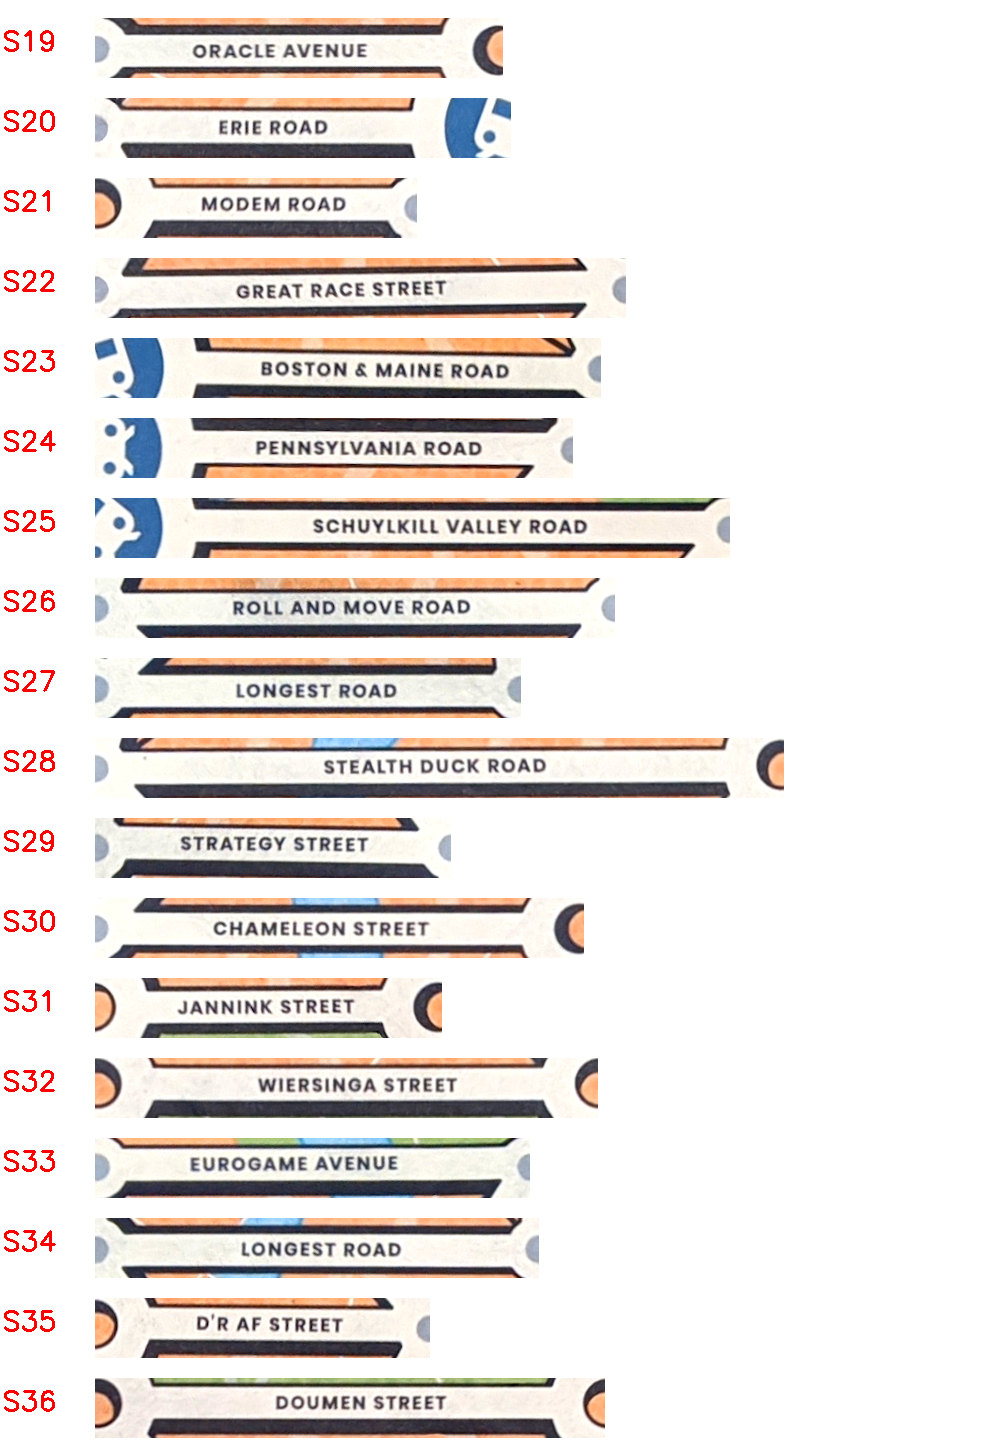 S19 ORACLE AVENUE
S20 ERIE ROAD
S21 MODEM ROAD
S22 GREAT RACE STREET
S23 BOSTON & MAINE ROAD
S24 PENNSYLVANIA ROAD
S25 SCHUYLKILL VALLEY ROAD
S26 ROLL AND MOVE ROAD
S27 LONGEST ROAD
S28 STEALTH DUCK ROAD
S29 STRATEGY STREET
S30 CHAMELEON STREET
S31 JANNINK STREET
S32 WIERSINGA STREET
S33 EUROGAME AVENUE
S34 LONGEST ROAD
S35 D'R AF STREET
S36 DOUMEN STREET